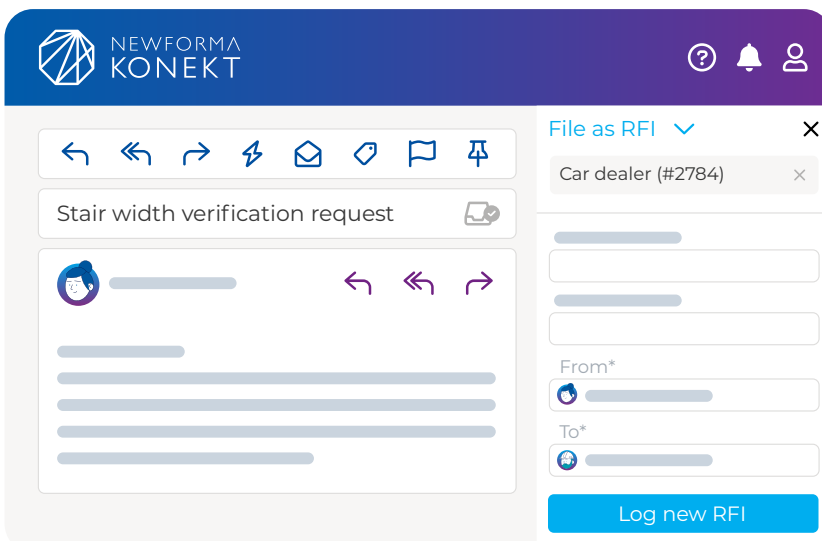 NEWFORMA
KONEKT
File as RFI
Car dealer (#2784)
Stair width verification request
From*
To*
Log new RFI